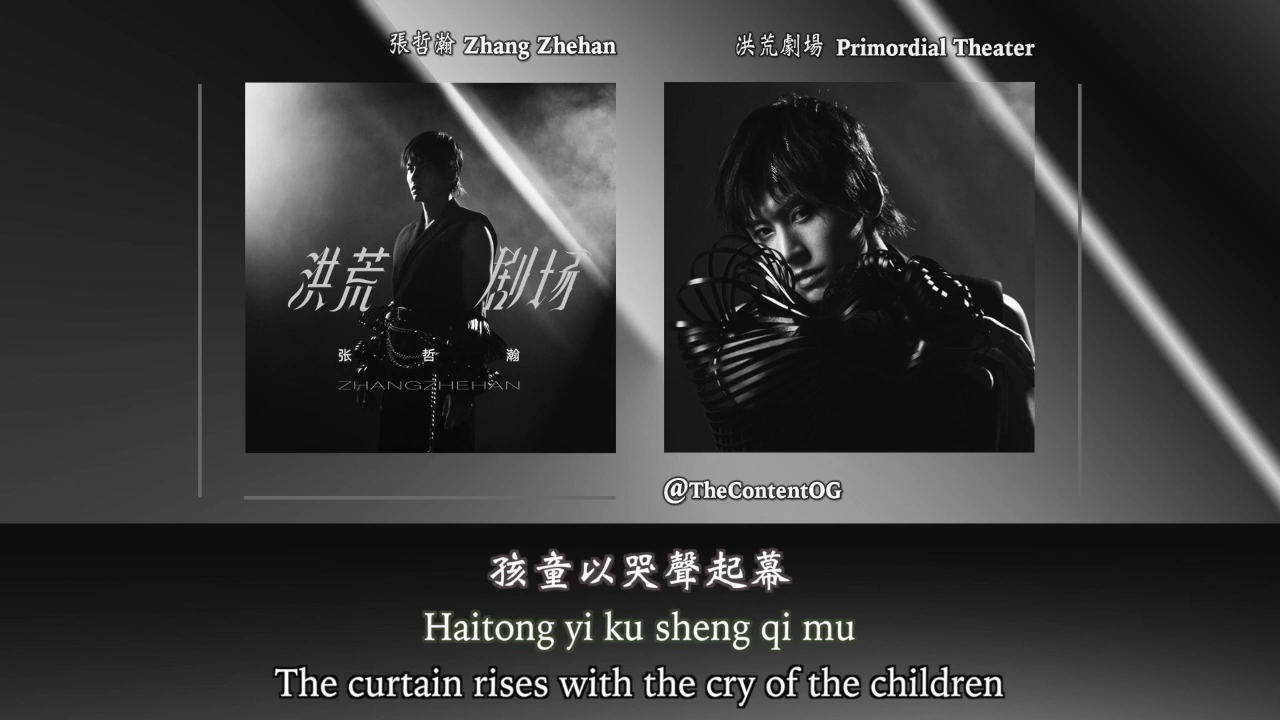 張哲瀚 Zhang Zhehan
洪荒劇場 Primordial Theater
洪荒剧场
张哲瀚
ZHANGZHEHAN
@TheContentOG
孩童以哭聲起幕
Haitong yi ku sheng qi mu
The curtain rises with the cry of the children